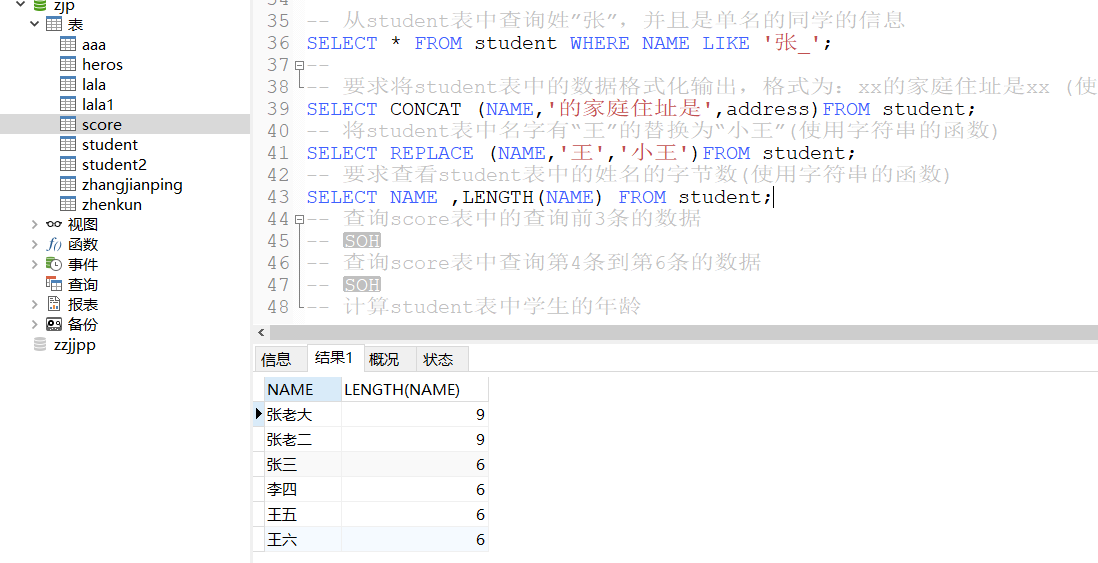 zjp
表
aaa
heros
lala
lala1
score
student
student2
zhangjianping
zhenkun
视图
函数
事件
查询
报表
备份
zzjjpp
35 -- 从student表中查询姓”张”，并且是单名的同学的信息
36 SELECT * FROM student WHERE NAME LIKE '张_';
37 --
38 -- 要求将student表中的数据格式化输出，格式为：xx的家庭住址是xx (使
39 SELECT CONCAT (NAME,'的家庭住址是',address)FROM student;
40 -- 将student表中名字有“王”的替换为“小王”(使用字符串的函数)
41 SELECT REPLACE (NAME,'王','小王')FROM student;
42 -- 要求查看student表中的姓名的字节数(使用字符串的函数)
43 SELECT NAME ,LENGTH(NAME) FROM student;
44 -- 查询score表中的查询前3条的数据
45 -- SOH
46 -- 查询score表中查询第4条到第6条的数据
47 -- SOH
48 -- 计算student表中学生的年龄
信息 结果1 概况 状态
NAME LENGTH(NAME)
张老大 9
张老二 9
张三 6
李四 6
王五 6
王六 6